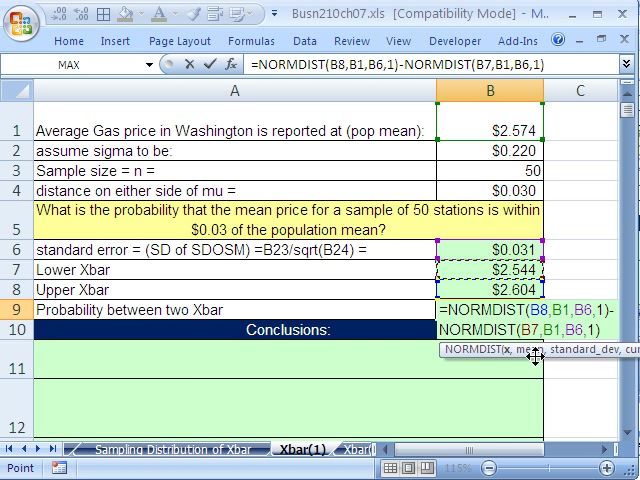 Busn210ch07.xls [Compatibility Mode] - M..
Home Insert Page Layout Formulas Data Review View Developer Add-Ins
MAX =NORMDIST(B8,B1,B6,1)-NORMDIST(B7,B1,B6,1)
A B C
1 Average Gas price in Washington is reported at (pop mean): $2.574
2 assume sigma to be: $0.220
3 Sample size = n = 50
4 distance on either side of mu = $0.030
What is the probability that the mean price for a sample of 50 stations is within
5 $0.03 of the population mean?
6 standard error = (SD of SDOSM) =B23/sqrt(B24) = $0.031
7 Lower Xbar $2.544
8 Upper Xbar $2.604
9 Probability between two Xbar =NORMDIST(B8,B1,B6,1)-
10 Conclusions: NORMDIST(B7,B1,B6,1)
NORMDIST(x, mean, standard_dev, cu
11
12
Sampling Distribution of Xbar Xbar(1) Xbar(
Point 115%